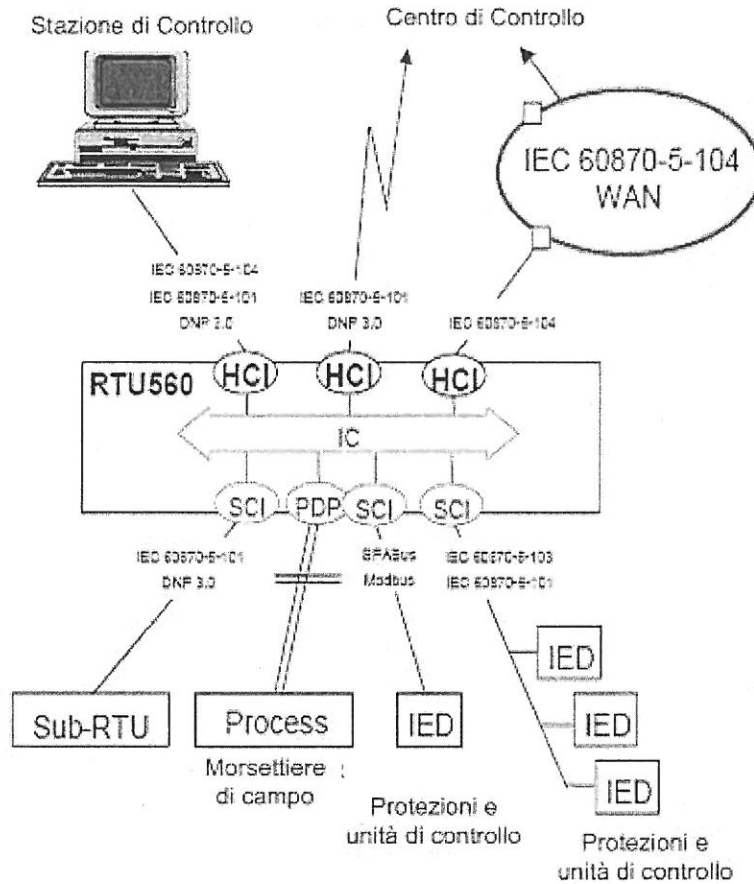 Stazione di Controllo
Centro di Controllo
IEC 60870-5-104
WAN
IEC 60870-5-104
IEC 60870-5-101
DNP 3.0
IEC 60870-5-101
DNP 3.0
IEC 60870-5-104
RTU560
HCI
HCI
HCI
IC
SCI
PDP
SCI
SCI
IEC 60870-5-101
DNP 3.0
SPABus
Modbus
IEC 60870-5-103
IEC 60870-5-101
Sub-RTU
Process
IED
IED
IED
IED
Morsettiere
di campo
Protezioni e
unità di controllo
Protezioni e
unità di controllo